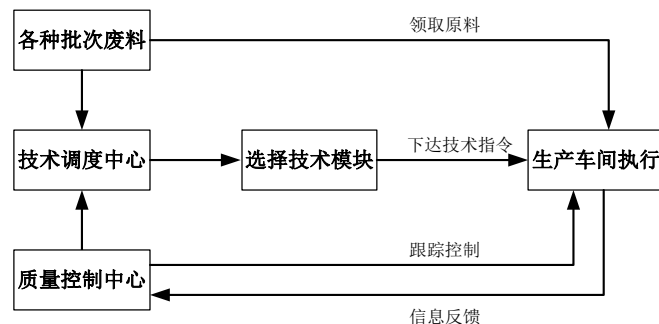 各种批次废料
领取原料
技术调度中心
选择技术模块
下达技术指令
生产车间执行
质量控制中心
跟踪控制
信息反馈